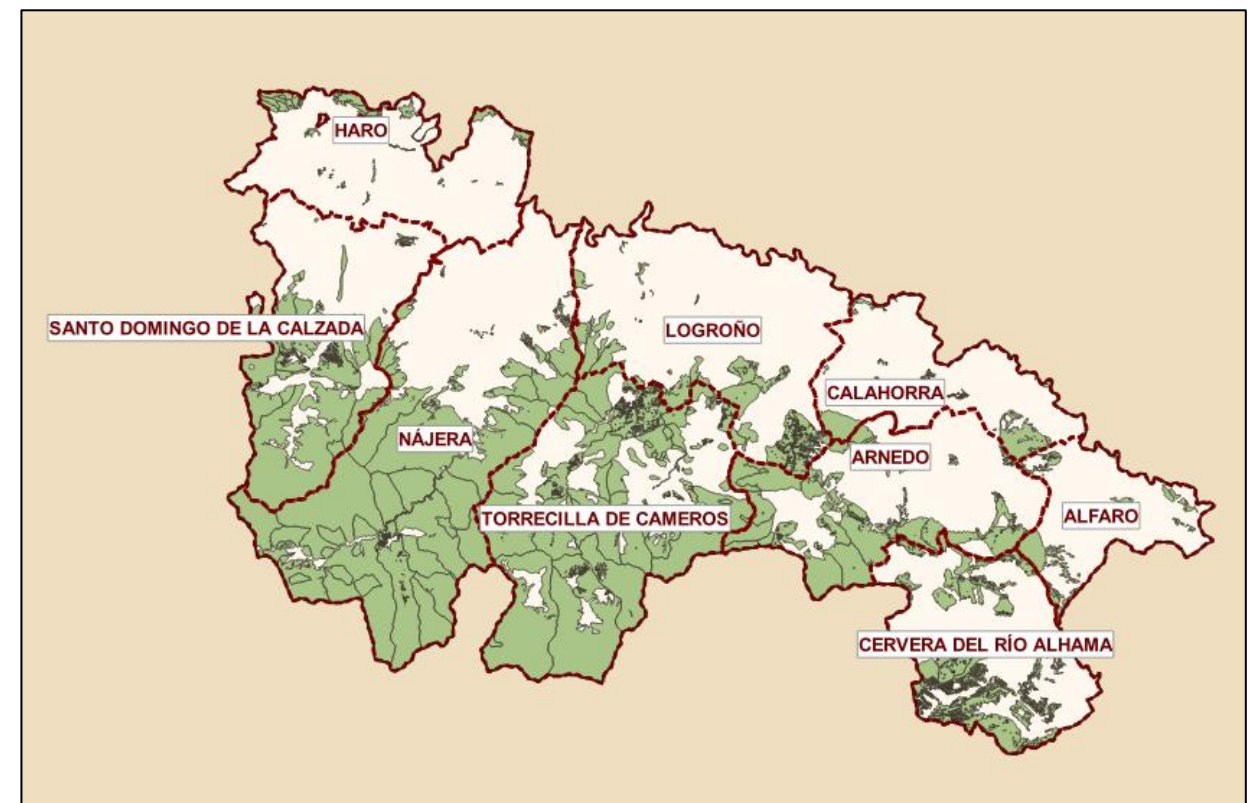 HARO
SANTO DOMINGO DE LA CALZADA
LOGROÑO
CALAHORRA
NÁJERA
ARNEDO
TORRECILLA DE CAMEROS
ALFARO
CERVERA DEL RÍO ALHAMA